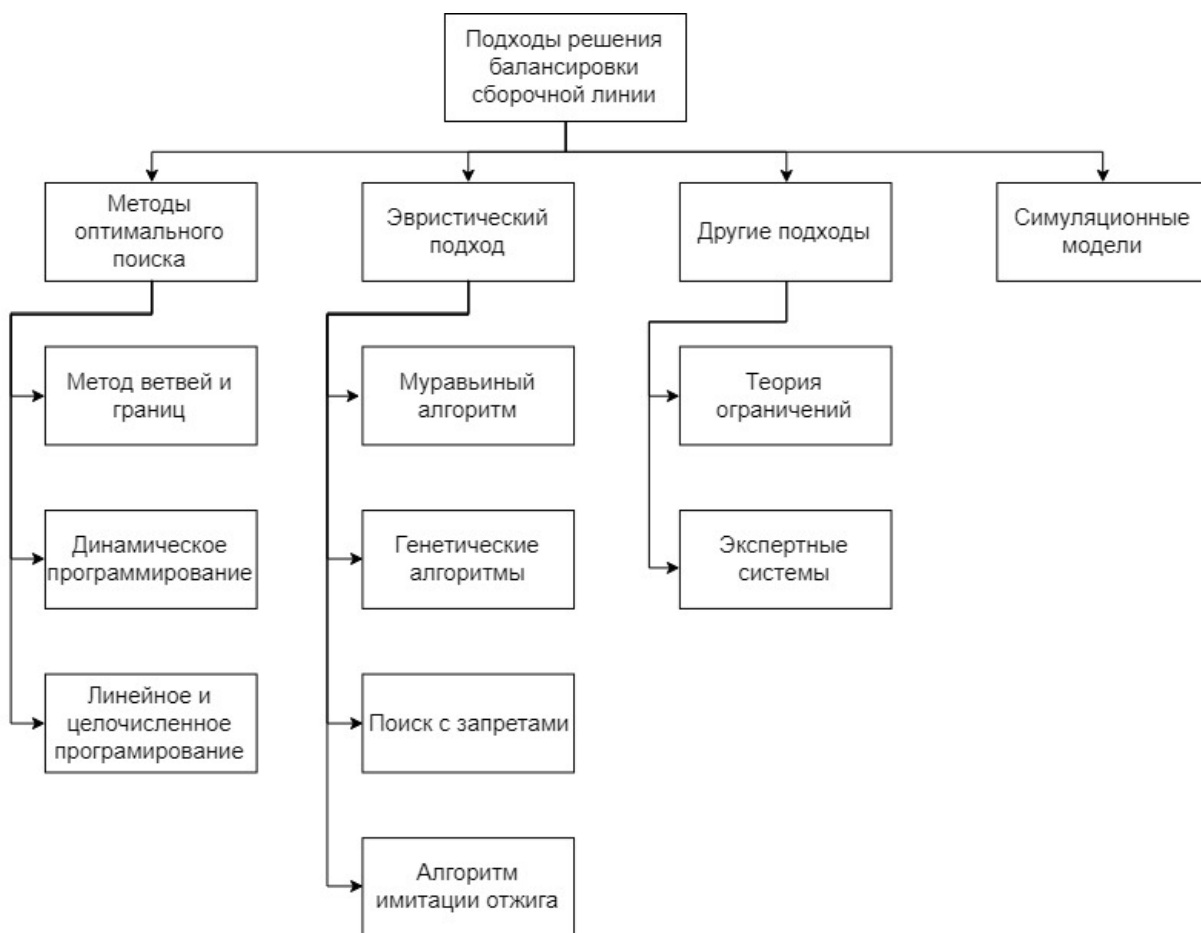 Подходы решения
балансировки
сборочной линии
Методы
оптимального
поиска
Эвристический
подход
Другие подходы
Симуляционные
модели
Метод ветвей и
границ
Муравьиный
алгоритм
Теория
ограничений
Динамическое
программирование
Генетические
алгоритмы
Экспертные
системы
Линейное и
целочисленное
програмирование
Поиск с запретами
Алгоритм
имитации отжига